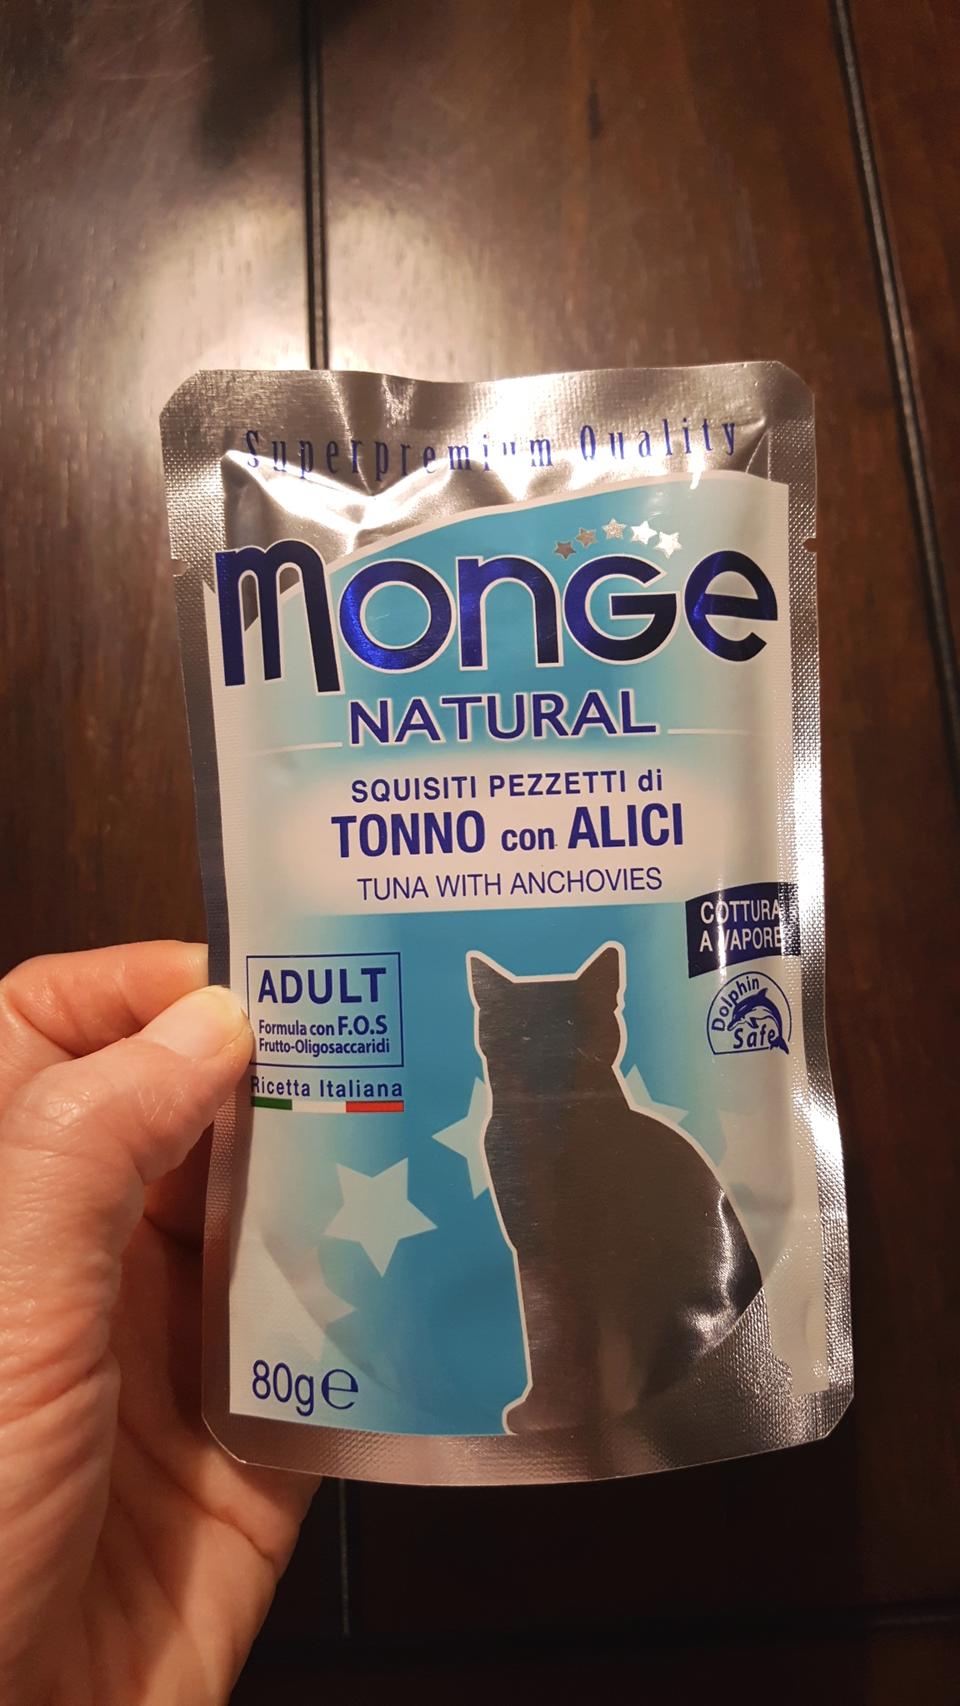 Superpremium Quality
monGe
NATURAL
SQUISITI PEZZETTI di
TONNO con ALICI
TUNA WITH ANCHOVIES
COTTURA
A VAPORE
Dolphin
Safe
ADULT
Formula con F.O.S
Frutto-Oligosaccaridi
Ricetta Italiana
80g℮